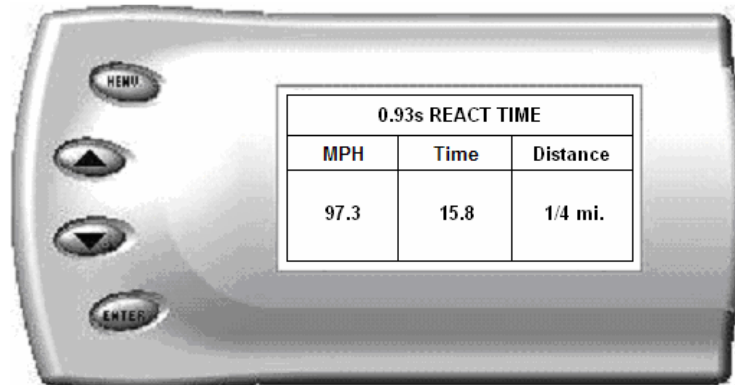 MENU
0.93s REACT TIME
MPH Time Distance
97.3 15.8 1/4 mi.
ENTER